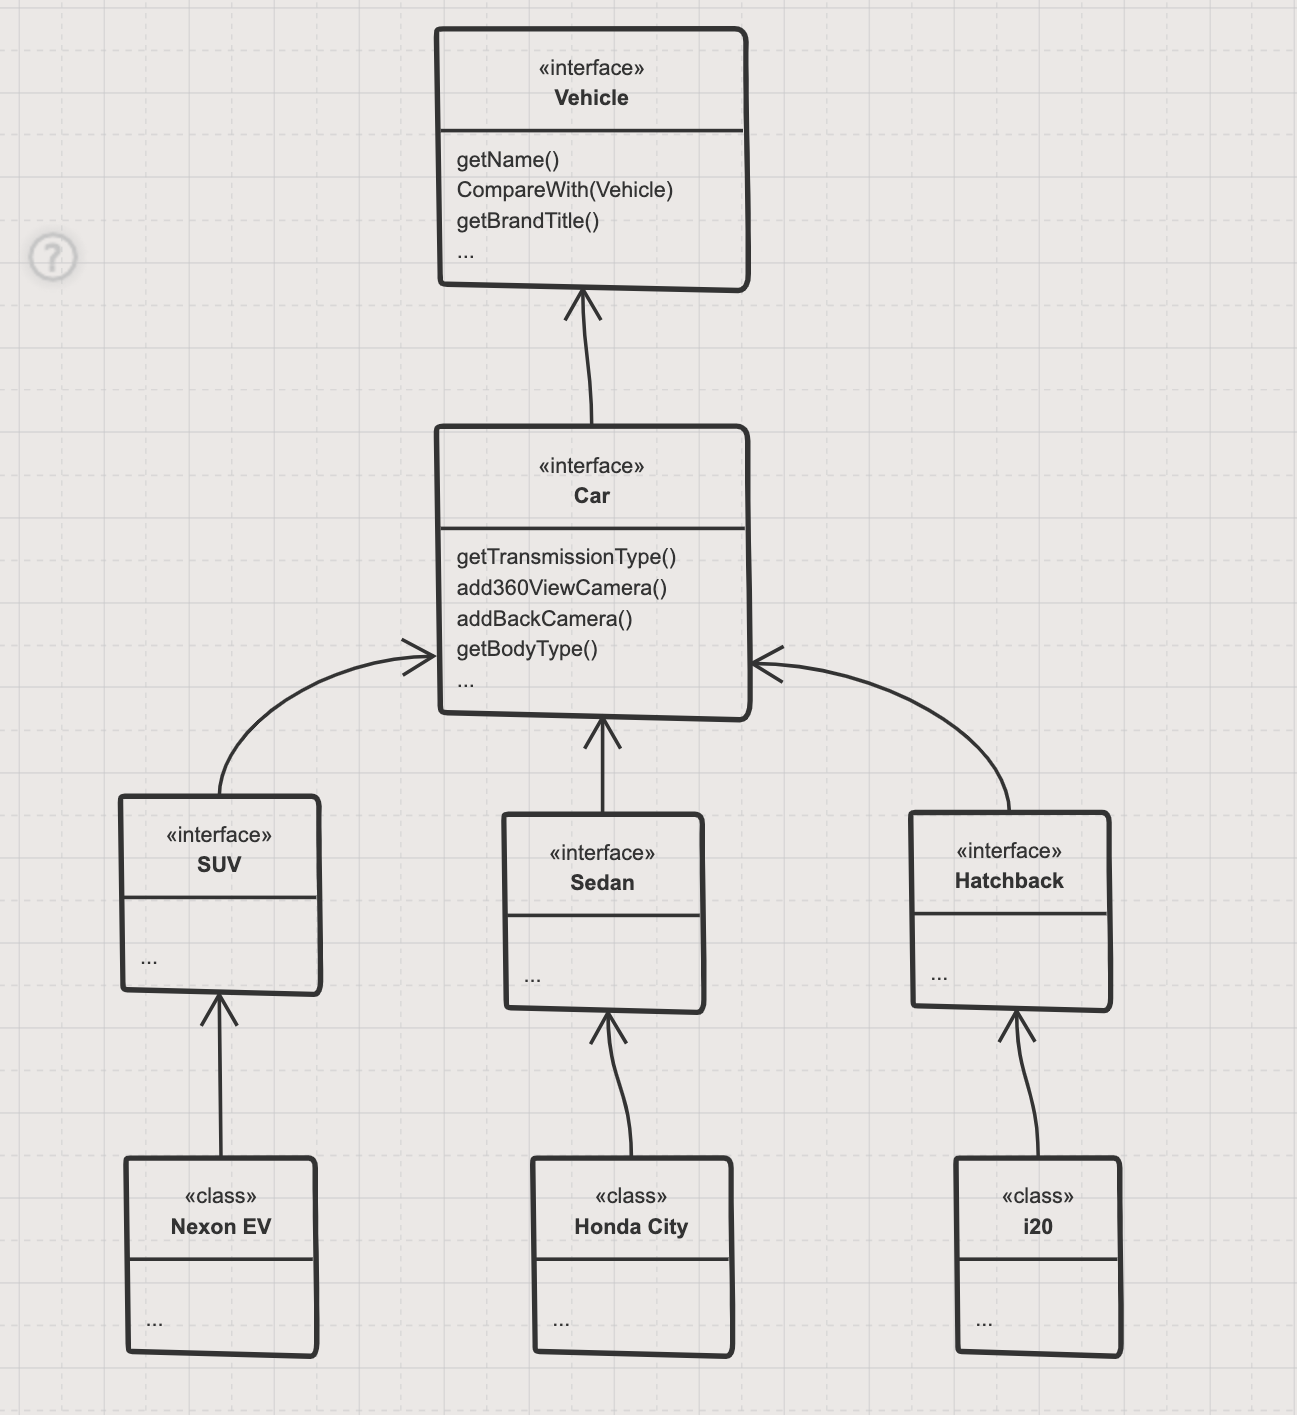 «interface»
Vehicle
getName()
CompareWith(Vehicle)
getBrandTitle()
...
?
«interface»
Car
getTransmissionType()
add360ViewCamera()
addBackCamera()
getBodyType()
...
«interface»
SUV
...
«interface»
Sedan
...
«interface»
Hatchback
...
«class»
Nexon EV
...
«class»
Honda City
...
«class»
i20
...